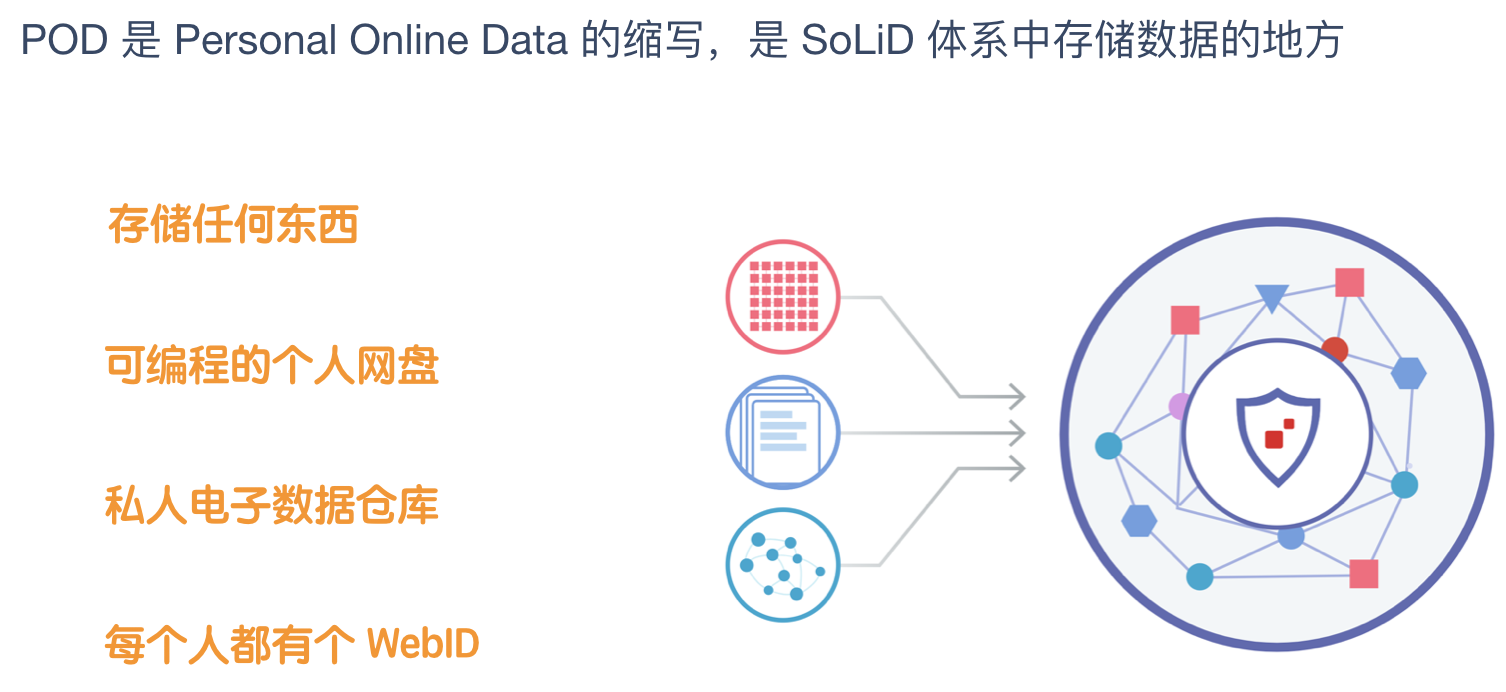 POD 是 Personal Online Data 的缩写，是 SoLiD 体系中存储数据的地方
存储任何东西
可编程的个人网盘
私人电子数据仓库
每个人都有个 WebID